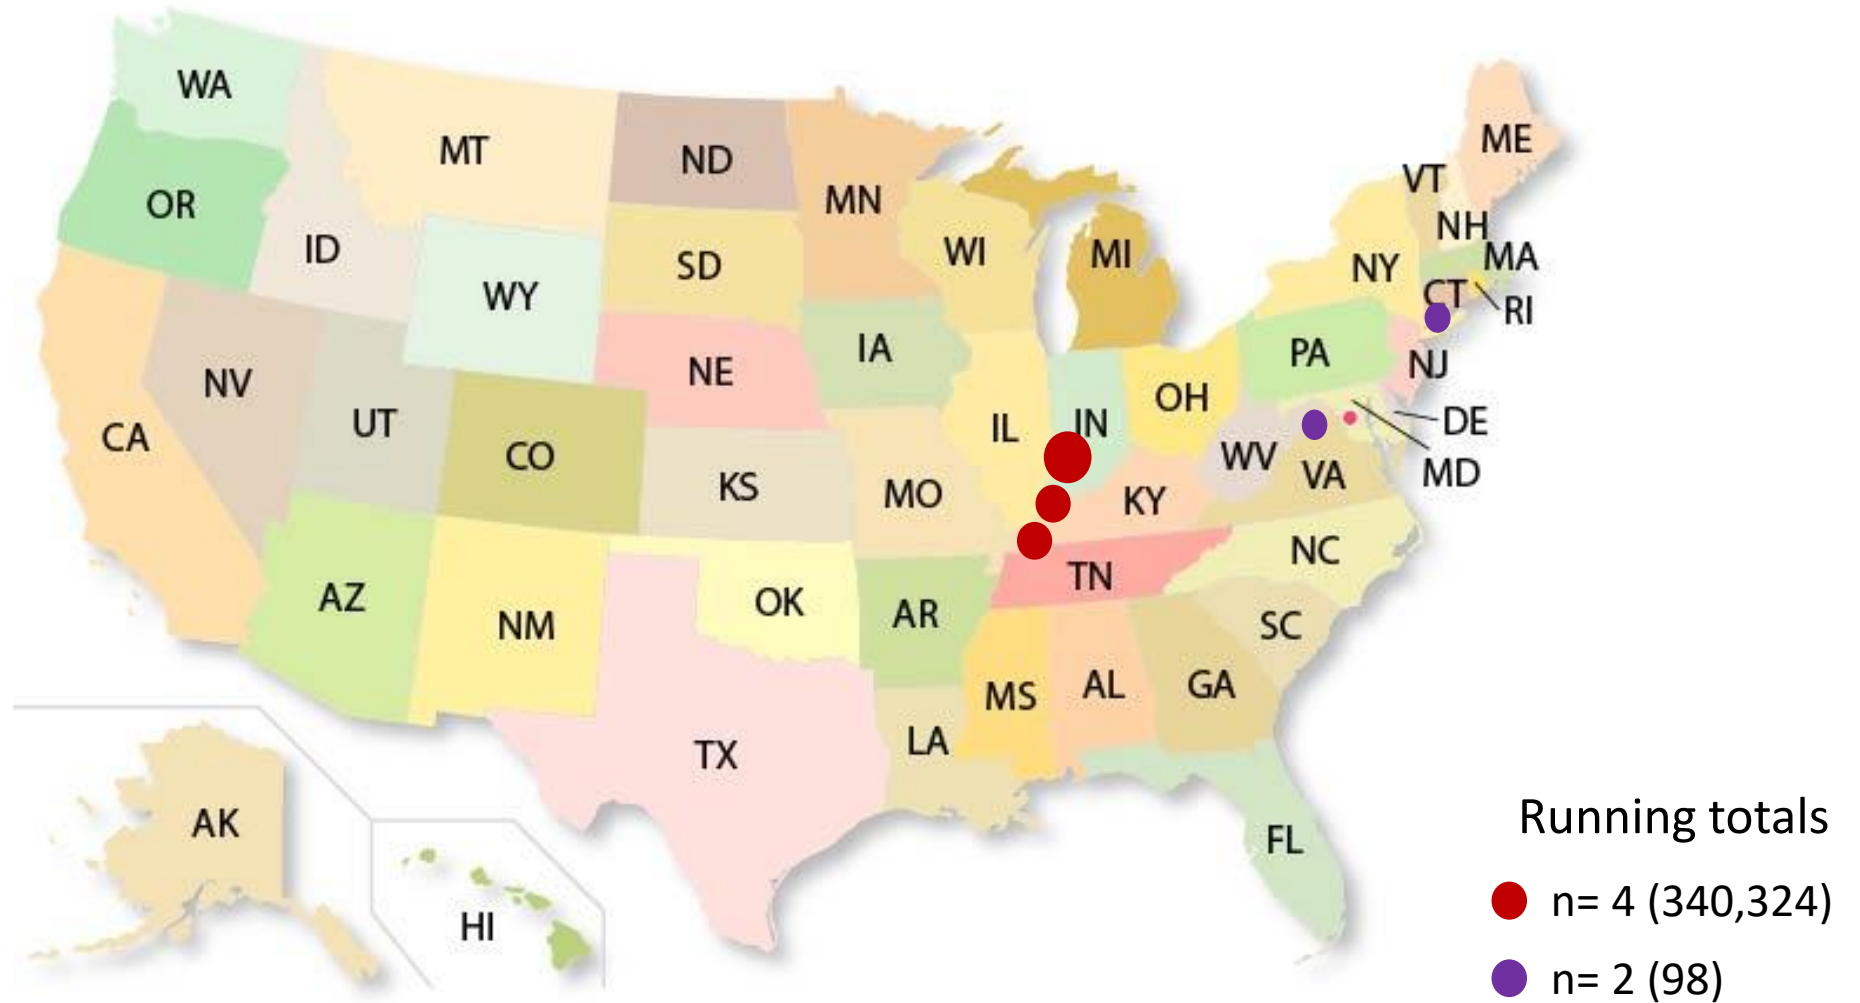 WA
ME
MT
VT
ND
MN
OR
NH
ID
WI
MI
MA
SD
NY
WY
CT
RI
IA
PA
NJ
NE
NV
OH
UT
IN
DE
IL
CA
CO
WV
MD
VA
KS
MO
KY
NC
TN
AZ
OK
AR
NM
SC
MS
AL
GA
LA
TX
AK
FL
HI
Running totals
n= 4 (340,324)
n= 2 (98)